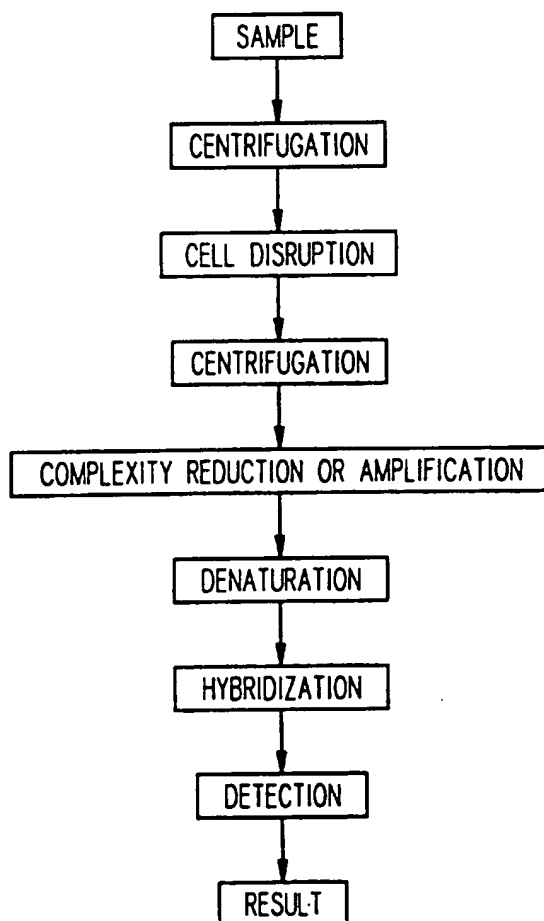 SAMPLE
CENTRIFUGATION
CELL DISRUPTION
CENTRIFUGATION
COMPLEXITY REDUCTION OR AMPLIFICATION
DENATURATION
HYBRIDIZATION
DETECTION
RESULT